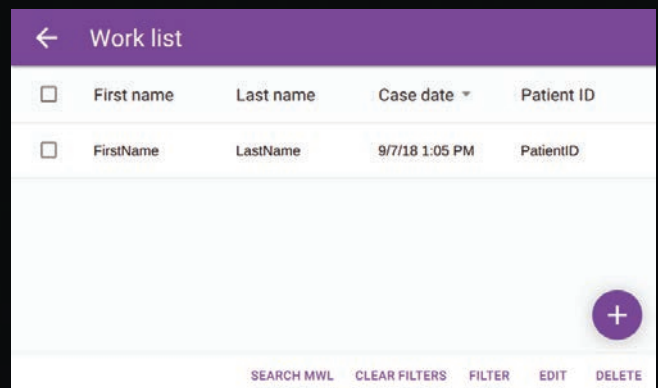 Work list
First name Last name Case date Patient ID
FirstName LastName 9/7/18 1:05 PM PatientID
+
SEARCH MWL CLEAR FILTERS FILTER EDIT DELETE